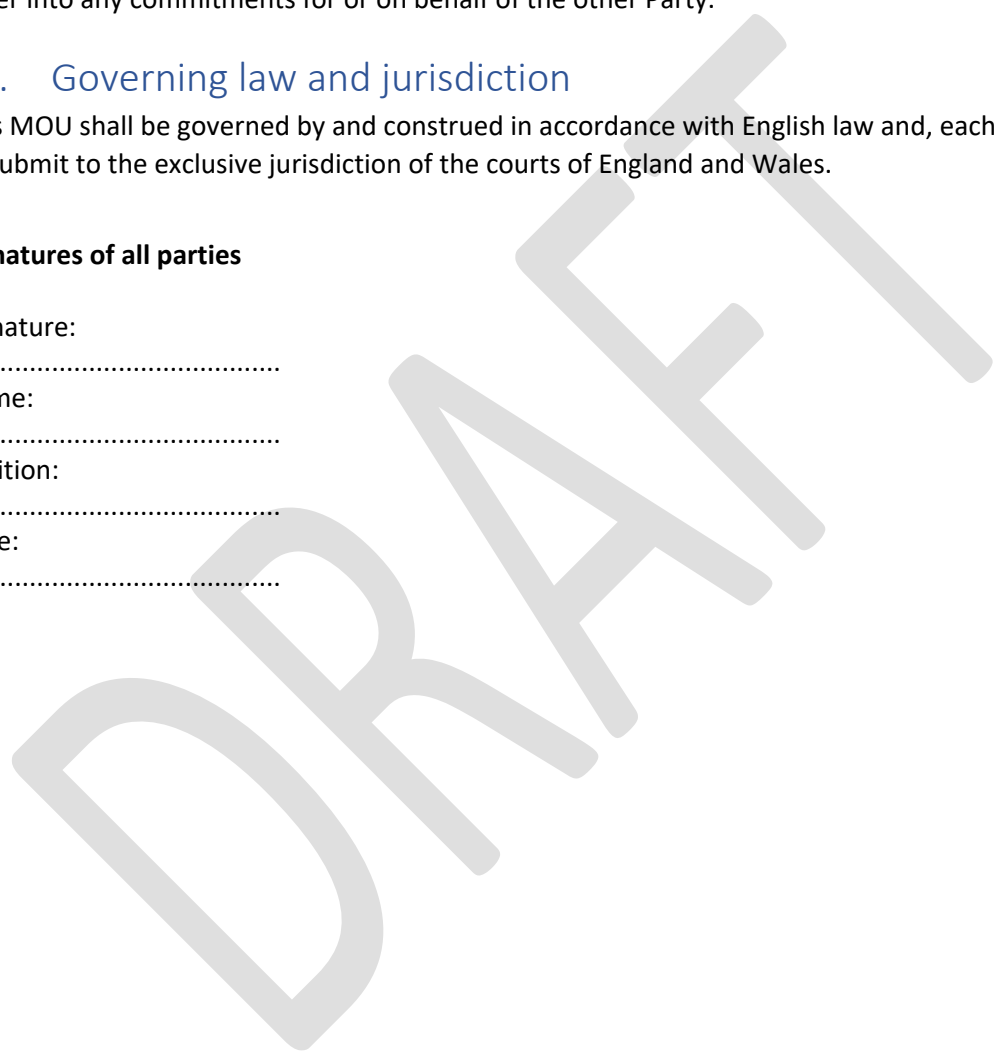 er into any commitments for or on behalf of the other Party.
. Governing law and jurisdiction
s MOU shall be governed by and construed in accordance with English law and, each
ubmit to the exclusive jurisdiction of the courts of England and Wales.
natures of all parties
nature:
......................................
me:
......................................
ition:
......................................
e:
......................................
DRAFT